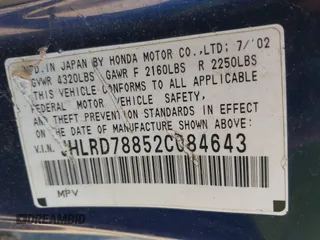 MFD.IN JAPAN BY HONDA MOTOR CO.,LTD.; 7/'02
GVWR 4320LBS GAWR F 2160LBS R 2250LBS
THIS VEHICLE CONFORMS TO ALL APPLICABLE
FEDERAL MOTOR VEHICLE SAFETY,
AND THEFT PREVENTION STANDARDS IN EFFECT
ON THE DATE OF MANUFACTURE SHOWN ABOVE.
V.I.N. JHLRD78852C084643
MPV
DREAMBID